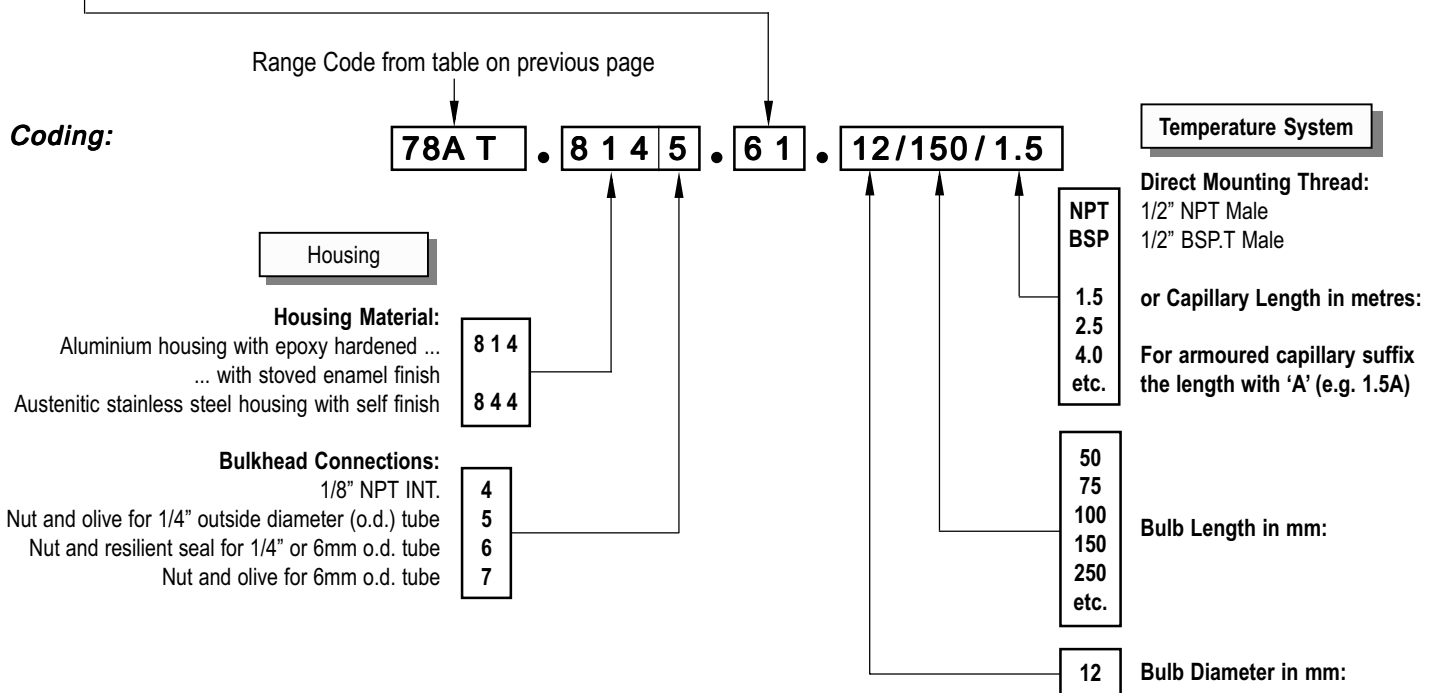 Range Code from table on previous page
Coding:
78A T . 8 1 4 5 . 6 1 . 12/150/1.5
Housing
Housing Material:
Aluminium housing with epoxy hardened ... 8 1 4
... with stoved enamel finish
Austenitic stainless steel housing with self finish 8 4 4
Bulkhead Connections:
1/8” NPT INT. 4
Nut and olive for 1/4” outside diameter (o.d.) tube 5
Nut and resilient seal for 1/4” or 6mm o.d. tube 6
Nut and olive for 6mm o.d. tube 7
Temperature System
Direct Mounting Thread:
NPT 1/2” NPT Male
BSP 1/2” BSP.T Male
1.5 or Capillary Length in metres:
2.5
4.0 For armoured capillary suffix
etc. the length with ‘A’ (e.g. 1.5A)
50
75
100
150 Bulb Length in mm:
250
etc.
12 Bulb Diameter in mm: